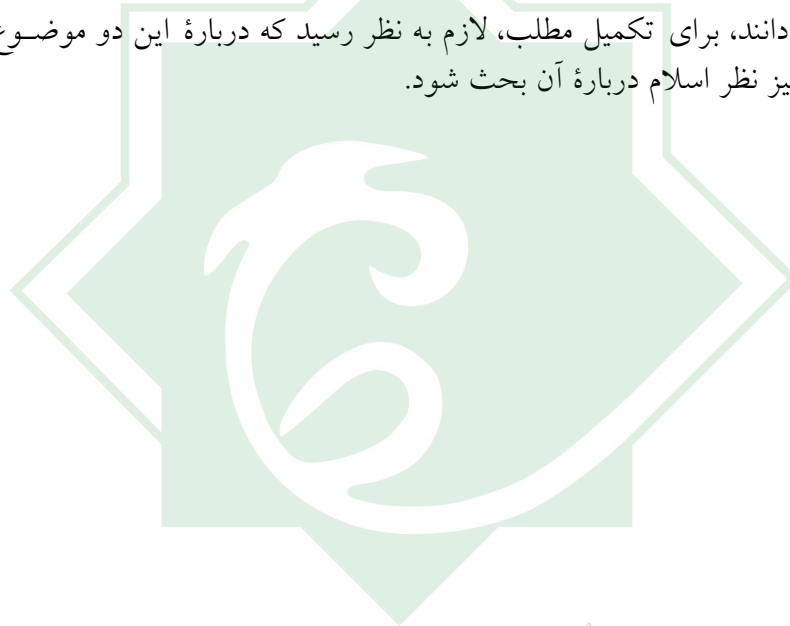 دانند، برای تکمیل مطلب، لازم به نظر رسید که دربارهٔ این دو موضوع
یز نظر اسلام دربارهٔ آن بحث شود.